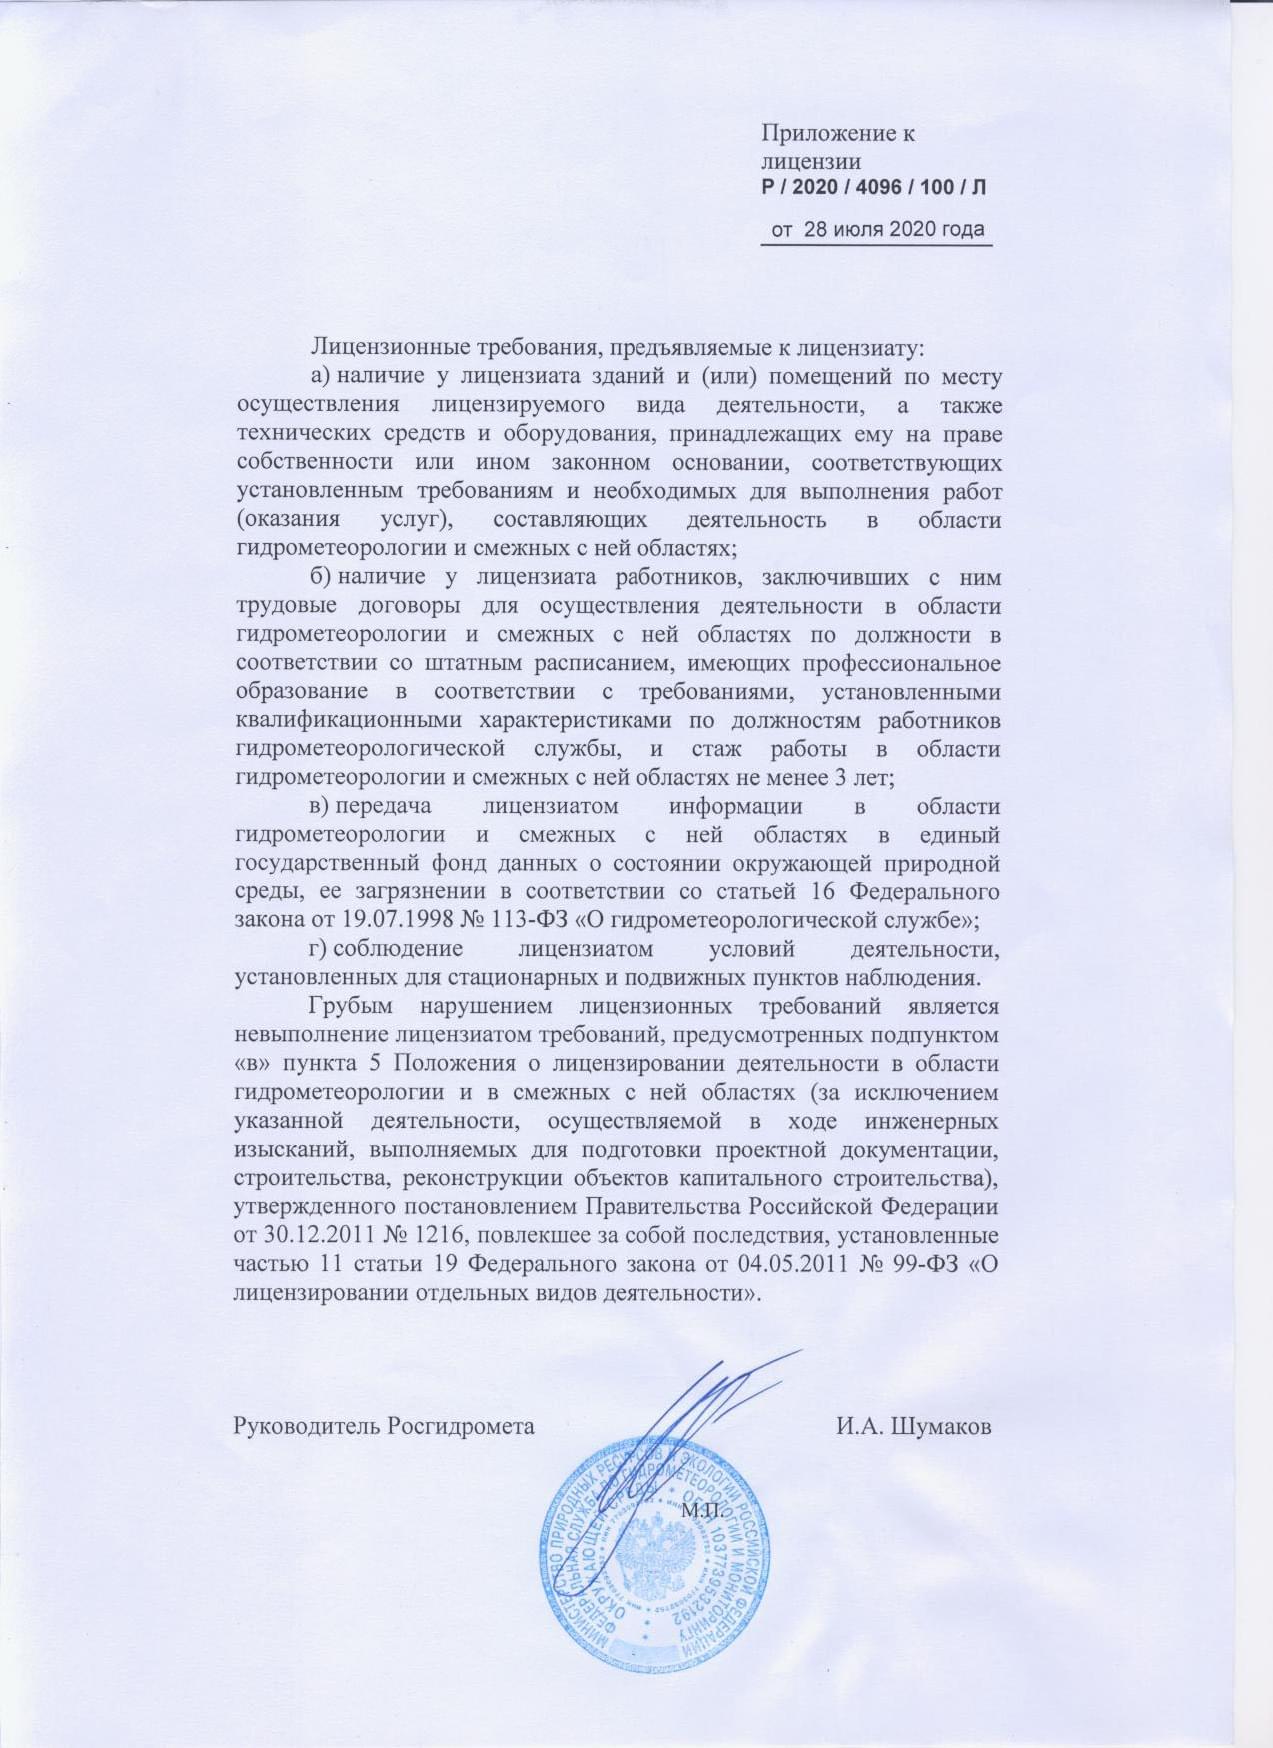 Приложение к
лицензии
Р / 2020 / 4096 / 100 / Л
от 28 июля 2020 года
Лицензионные требования, предъявляемые к лицензиату:
а) наличие у лицензиата зданий и (или) помещений по месту
осуществления лицензируемого вида деятельности, а также
технических средств и оборудования, принадлежащих ему на праве
собственности или ином законном основании, соответствующих
установленным требованиям и необходимых для выполнения работ
(оказания услуг), составляющих деятельность в области
гидрометеорологии и смежных с ней областях;
б) наличие у лицензиата работников, заключивших с ним
трудовые договоры для осуществления деятельности в области
гидрометеорологии и смежных с ней областях по должности в
соответствии со штатным расписанием, имеющих профессиональное
образование в соответствии с требованиями, установленными
квалификационными характеристиками по должностям работников
гидрометеорологической службы, и стаж работы в области
гидрометеорологии и смежных с ней областях не менее 3 лет;
в) передача лицензиатом информации в области
гидрометеорологии и смежных с ней областях в единый
государственный фонд данных о состоянии окружающей природной
среды, ее загрязнении в соответствии со статьей 16 Федерального
закона от 19.07.1998 № 113-ФЗ «О гидрометеорологической службе»;
г) соблюдение лицензиатом условий деятельности,
установленных для стационарных и подвижных пунктов наблюдения.
Грубым нарушением лицензионных требований является
невыполнение лицензиатом требований, предусмотренных подпунктом
«в» пункта 5 Положения о лицензировании деятельности в области
гидрометеорологии и в смежных с ней областях (за исключением
указанной деятельности, осуществляемой в ходе инженерных
изысканий, выполняемых для подготовки проектной документации,
строительства, реконструкции объектов капитального строительства),
утвержденного постановлением Правительства Российской Федерации
от 30.12.2011 № 1216, повлекшее за собой последствия, установленные
частью 11 статьи 19 Федерального закона от 04.05.2011 № 99-ФЗ «О
лицензировании отдельных видов деятельности».
Руководитель Росгидромета И.А. Шумаков
М.П.
МИНИСТЕРСТВО ПРИРОДНЫХ РЕСУРСОВ И ЭКОЛОГИИ РОССИЙСКОЙ ФЕДЕРАЦИИ
ФЕДЕРАЛЬНАЯ СЛУЖБА ПО ГИДРОМЕТЕОРОЛОГИИ И МОНИТОРИНГУ
ОКРУЖАЮЩЕЙ СРЕДЫ * ОГРН 1037739532192